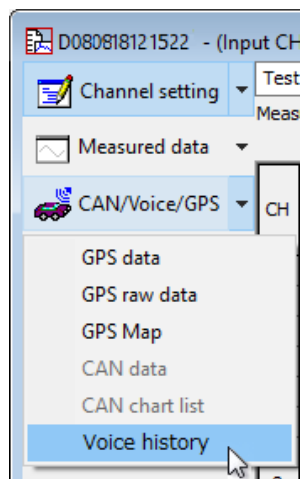 D080818121522 - (Input CH
Channel setting
Test
Meas
Measured data
CAN/Voice/GPS
CH
GPS data
GPS raw data
GPS Map
CAN data
CAN chart list
Voice history